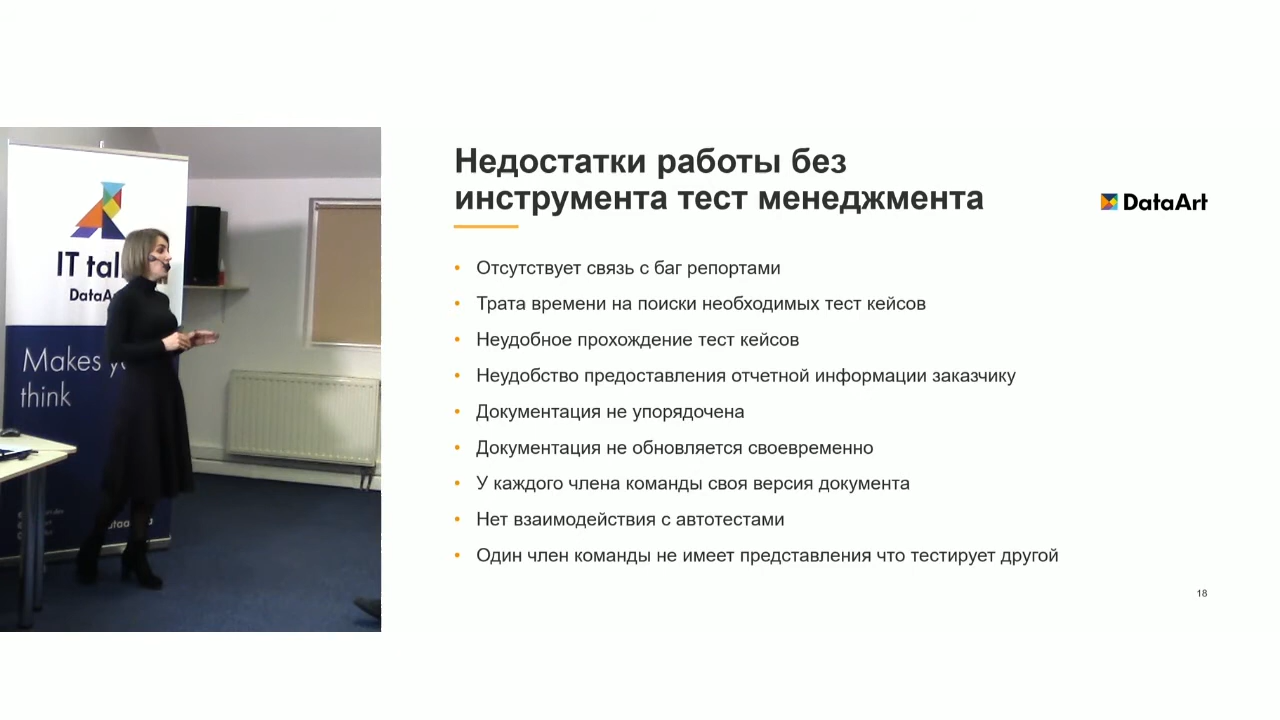 IT tal
DataA
Makes y
think
Недостатки работы без
инструмента тест менеджмента
DataArt
• Отсутствует связь с баг репортами
• Трата времени на поиски необходимых тест кейсов
• Неудобное прохождение тест кейсов
• Неудобство предоставления отчетной информации заказчику
• Документация не упорядочена
• Документация не обновляется своевременно
• У каждого члена команды своя версия документа
• Нет взаимодействия с автотестами
• Один член команды не имеет представления что тестирует другой
18